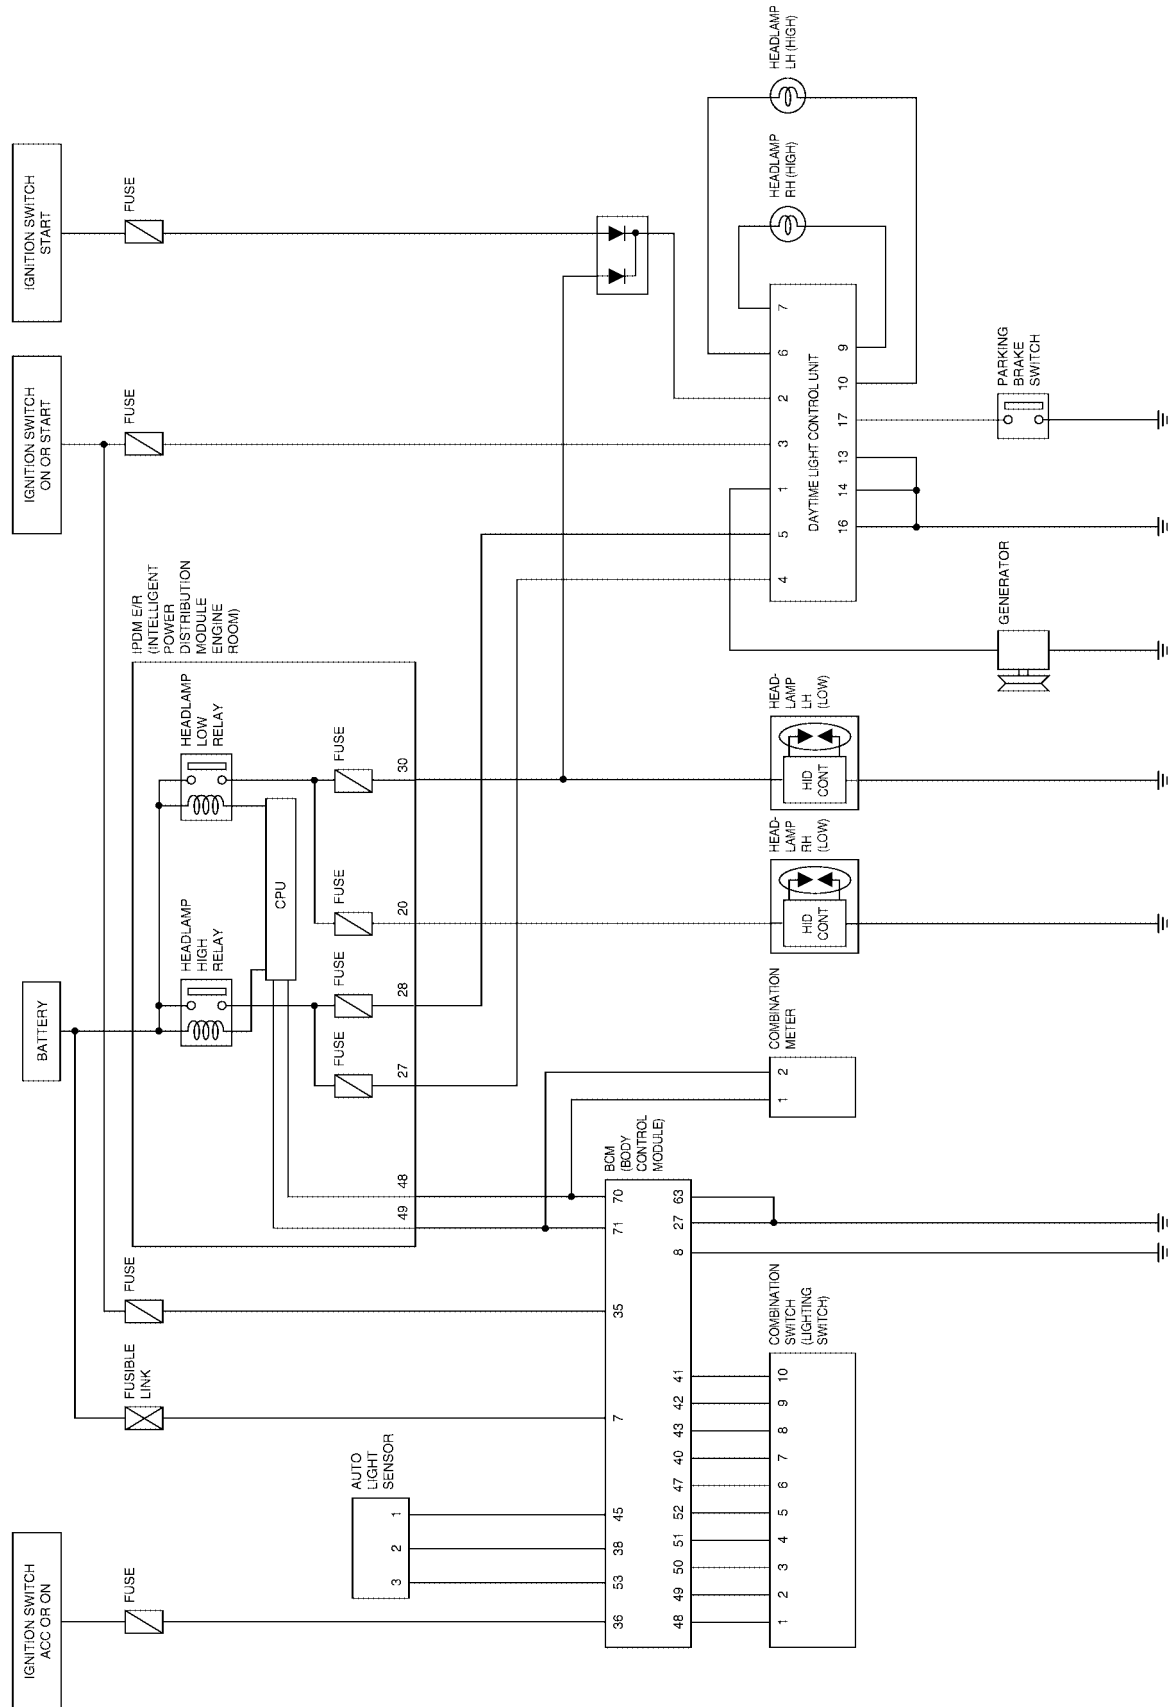 IGNITION SWITCH
ACC OR ON
FUSE
BATTERY
FUSIBLE
LINK
FUSE
IGNITION SWITCH
ON OR START
FUSE
IGNITION SWITCH
START
FUSE
IPDM E/R
(INTELLIGENT
POWER
DISTRIBUTION
MODULE
ENGINE
ROOM)
HEADLAMP
HIGH
RELAY
HEADLAMP
LOW
RELAY
CPU
FUSE
FUSE
FUSE
FUSE
49
48
27
28
20
30
AUTO
LIGHT
SENSOR
3
2
1
BCM
(BODY
CONTROL
MODULE)
36
53
38
45
7
35
71
70
48
49
50
51
52
47
40
43
42
41
8
27
63
COMBINATION
SWITCH
(LIGHTING
SWITCH)
1
2
3
4
5
6
7
8
9
10
COMBINATION
METER
1
2
HEAD-
LAMP
RH
(LOW)
HID
CONT
HEAD-
LAMP
LH
(LOW)
HID
CONT
GENERATOR
4
5
1
3
2
6
7
DAYTIME LIGHT CONTROL UNIT
16
14
13
17
10
9
PARKING
BRAKE
SWITCH
HEADLAMP
RH (HIGH)
HEADLAMP
LH (HIGH)